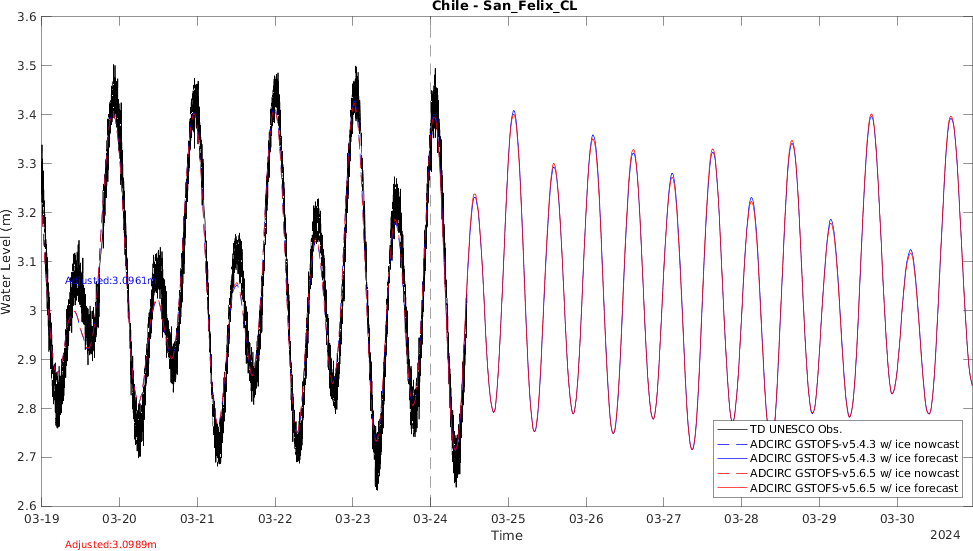 Chile - San_Felix_CL
3.6
3.5
3.4
3.3
3.2
3.1
3
2.9
2.8
2.7
2.6
Water Level (m)
Adjusted:3.0961m
TD UNESCO Obs.
ADCIRC GSTOFS-v5.4.3 w/ ice nowcast
ADCIRC GSTOFS-v5.4.3 w/ ice forecast
ADCIRC GSTOFS-v5.6.5 w/ ice nowcast
ADCIRC GSTOFS-v5.6.5 w/ ice forecast
03-19 03-20 03-21 03-22 03-23 03-24 03-25 03-26 03-27 03-28 03-29 03-30
Time
2024
Adjusted:3.0989m